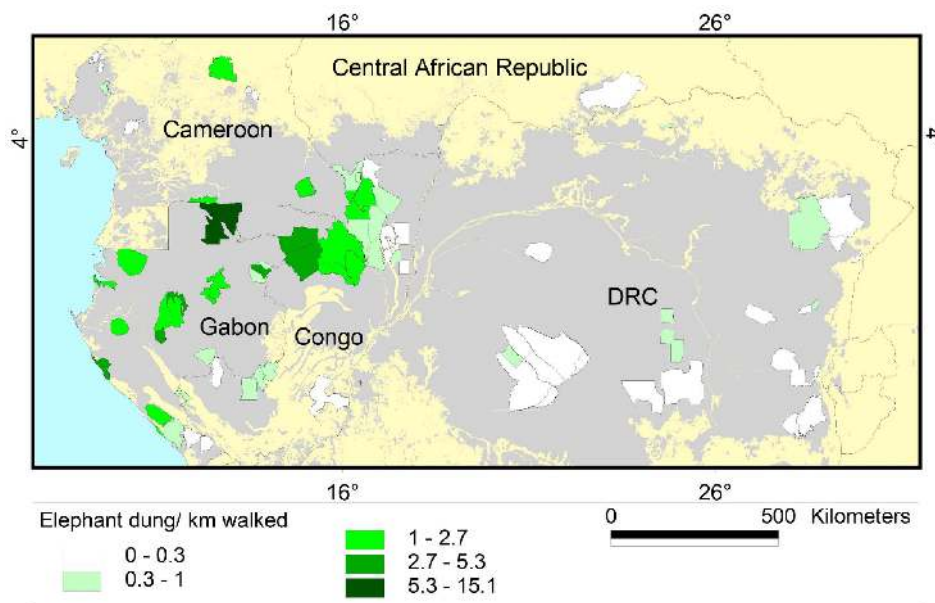 16° 26°
Central African Republic
Cameroon
4° 4
DRC
Gabon
Congo
16° 26°
Elephant dung/ km walked
0 - 0.3
0.3 - 1
1 - 2.7
2.7 - 5.3
5.3 - 15.1
0 500 Kilometers